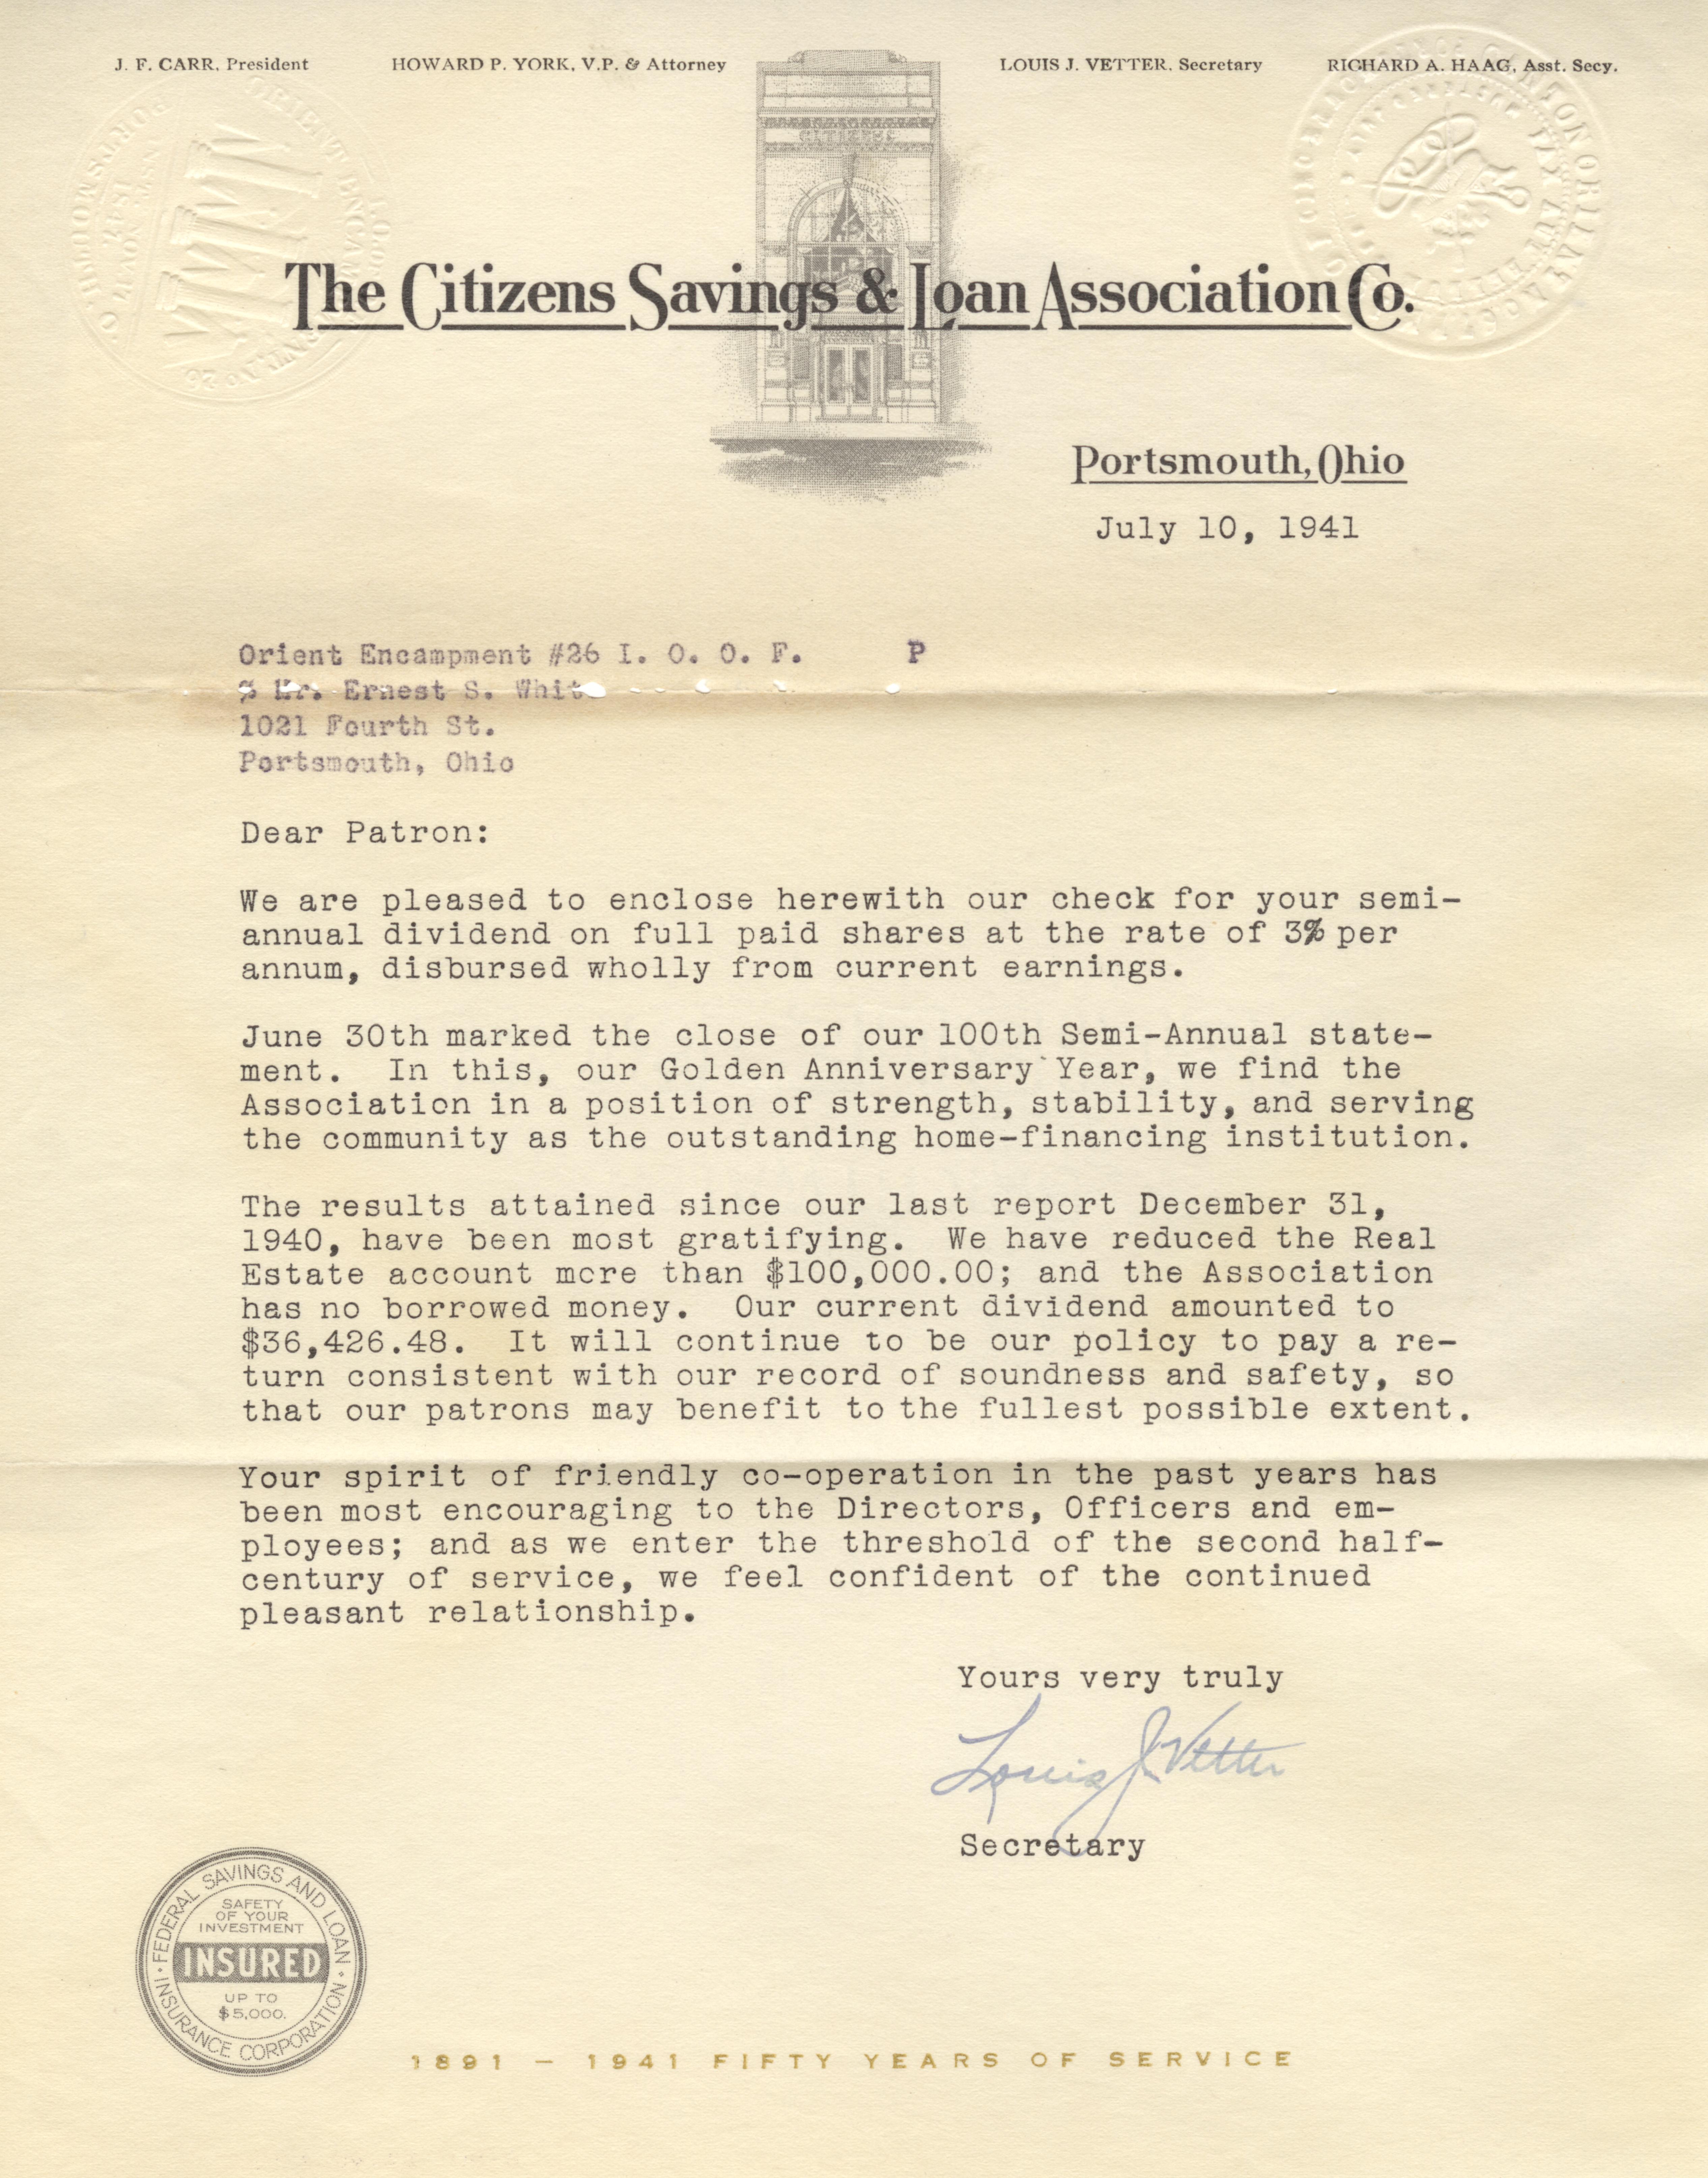 J. F. CARR, President HOWARD P. YORK, V.P. & Attorney LOUIS J. VETTER, Secretary RICHARD A. HAAG, Asst. Secy.
CITIZENS
The Citizens Savings & Loan Association Co.
Portsmouth, Ohio
July 10, 1941
Orient Encampment #26 I. O. O. F. P
% Mr. Ernest S. White
1021 Fourth St.
Portsmouth, Ohio
Dear Patron:
We are pleased to enclose herewith our check for your semi-
annual dividend on full paid shares at the rate of 3% per
annum, disbursed wholly from current earnings.
June 30th marked the close of our 100th Semi-Annual state-
ment. In this, our Golden Anniversary Year, we find the
Association in a position of strength, stability, and serving
the community as the outstanding home-financing institution.
The results attained since our last report December 31,
1940, have been most gratifying. We have reduced the Real
Estate account more than $100,000.00; and the Association
has no borrowed money. Our current dividend amounted to
$36,426.48. It will continue to be our policy to pay a re-
turn consistent with our record of soundness and safety, so
that our patrons may benefit to the fullest possible extent.
Your spirit of friendly co-operation in the past years has
been most encouraging to the Directors, Officers and em-
ployees; and as we enter the threshold of the second half-
century of service, we feel confident of the continued
pleasant relationship.
Yours very truly
Louis J. Vetter
Secretary
FEDERAL SAVINGS AND LOAN
SAFETY
OF YOUR
INVESTMENT
INSURED
UP TO
$5,000.
INSURANCE CORPORATION
1891 - 1941 FIFTY YEARS OF SERVICE